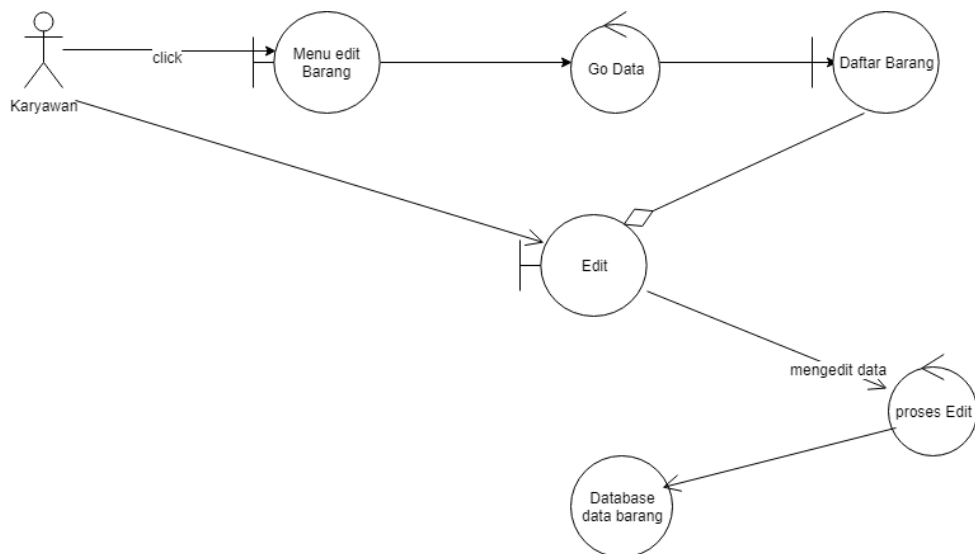 click
Menu edit
Barang
Go Data
Daftar Barang
Karyawan
Edit
mengedit data
proses Edit
Database
data barang